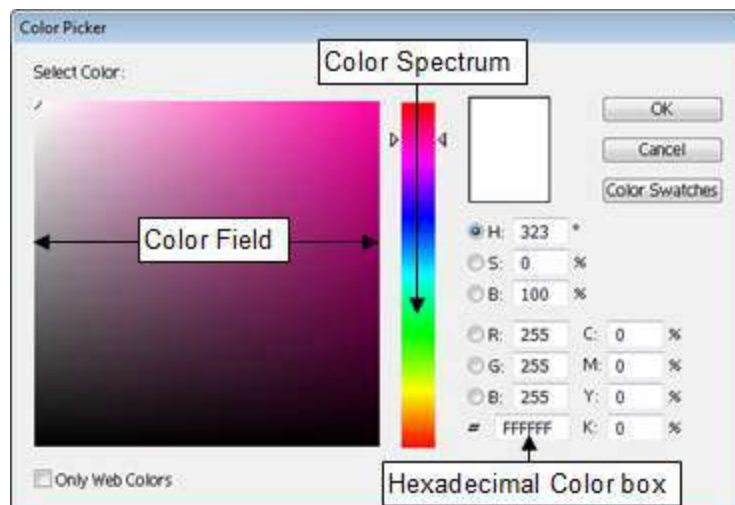 Color Picker
Select Color:
Color Spectrum
OK
Cancel
Color Swatches
Color Field
H: 323 °
S: 0 %
B: 100 %
R: 255 C: 0 %
G: 255 M: 0 %
B: 255 Y: 0 %
# FFFFFF K: 0 %
Only Web Colors
Hexadecimal Color box